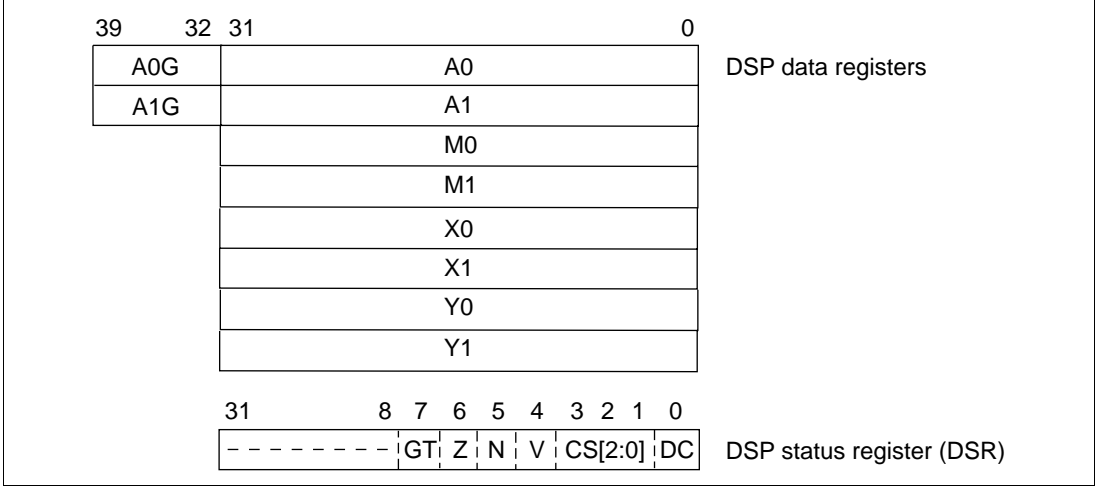 39 32 31 0
A0G A0 DSP data registers
A1G A1
M0
M1
X0
X1
Y0
Y1
31 8 7 6 5 4 3 2 1 0
GT Z N V CS[2:0] DC DSP status register (DSR)